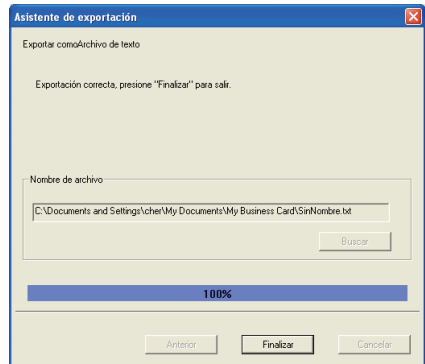 Asistente de exportación
Exportar comoArchivo de texto
Exportación correcta, presione "Finalizar" para salir.
Nombre de archivo
C:\Documents and Settings\cher\My Documents\My Business Card\SinNombre.txt
Buscar
100%
Anterior Finalizar Cancelar